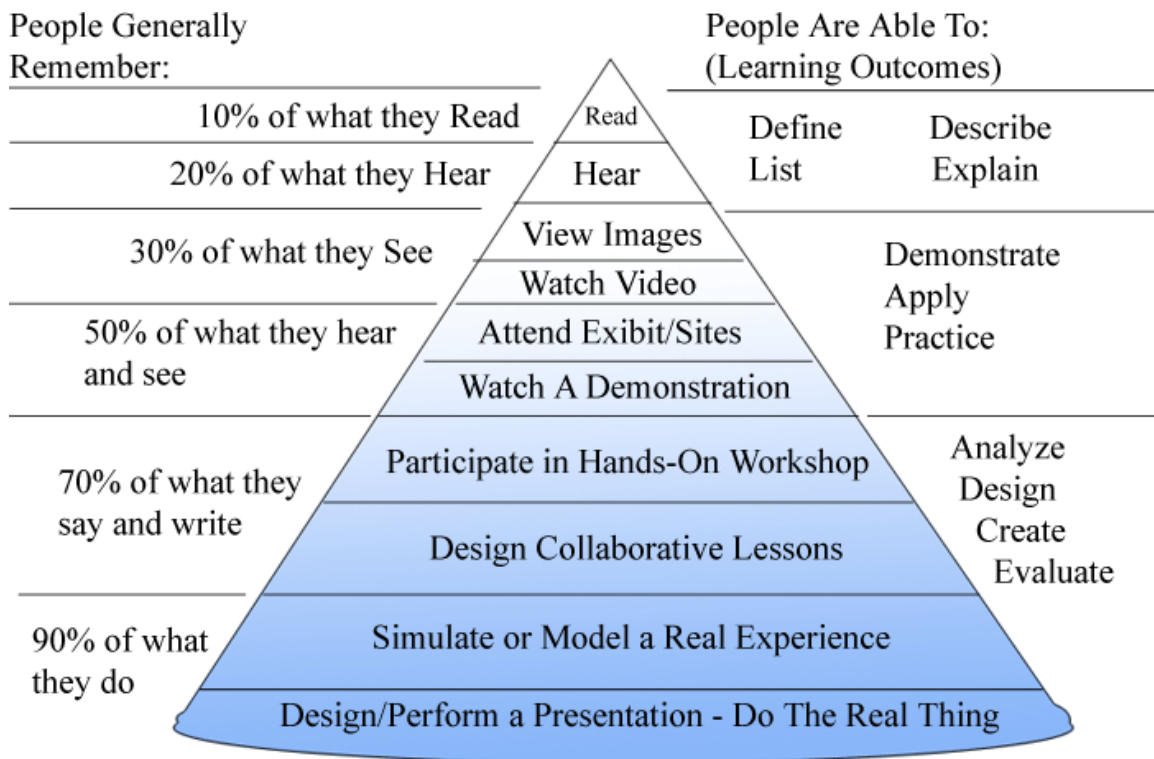 People Generally
Remember:
People Are Able To:
(Learning Outcomes)
10% of what they Read
Read
Define
Describe
List
Explain
20% of what they Hear
Hear
30% of what they See
View Images
Watch Video
Demonstrate
Apply
Practice
50% of what they hear
and see
Attend Exibit/Sites
Watch A Demonstration
70% of what they
say and write
Participate in Hands-On Workshop
Design Collaborative Lessons
Analyze
Design
Create
Evaluate
90% of what
they do
Simulate or Model a Real Experience
Design/Perform a Presentation - Do The Real Thing